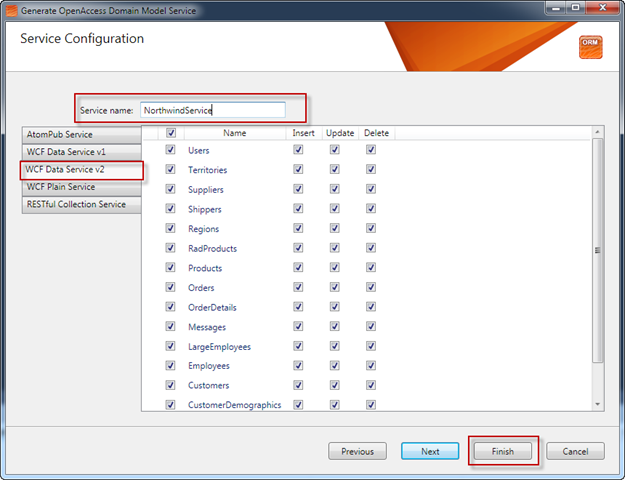 Generate OpenAccess Domain Model Service
Service Configuration
ORM
Service name: NorthwindService
AtomPub Service
WCF Data Service v1
WCF Data Service v2
WCF Plain Service
RESTful Collection Service
Name Insert Update Delete
Users
Territories
Suppliers
Shippers
Regions
RadProducts
Products
Orders
OrderDetails
Messages
LargeEmployees
Employees
Customers
CustomerDemographics
Previous Next Finish Cancel